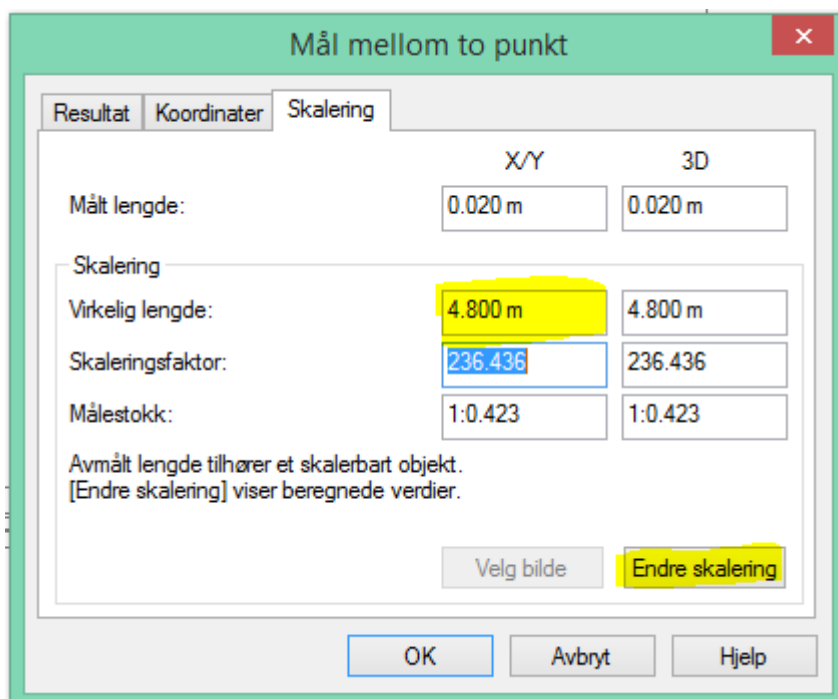 Mål mellom to punkt
Resultat Koordinater Skalering
X/Y 3D
Målt lengde: 0.020 m 0.020 m
Skalering
Virkelig lengde: 4.800 m 4.800 m
Skaleringsfaktor: 236.436 236.436
Målestokk: 1:0.423 1:0.423
Avmålt lengde tilhører et skalerbart objekt.
[Endre skalering] viser beregnede verdier.
Velg bilde Endre skalering
OK Avbryt Hjelp